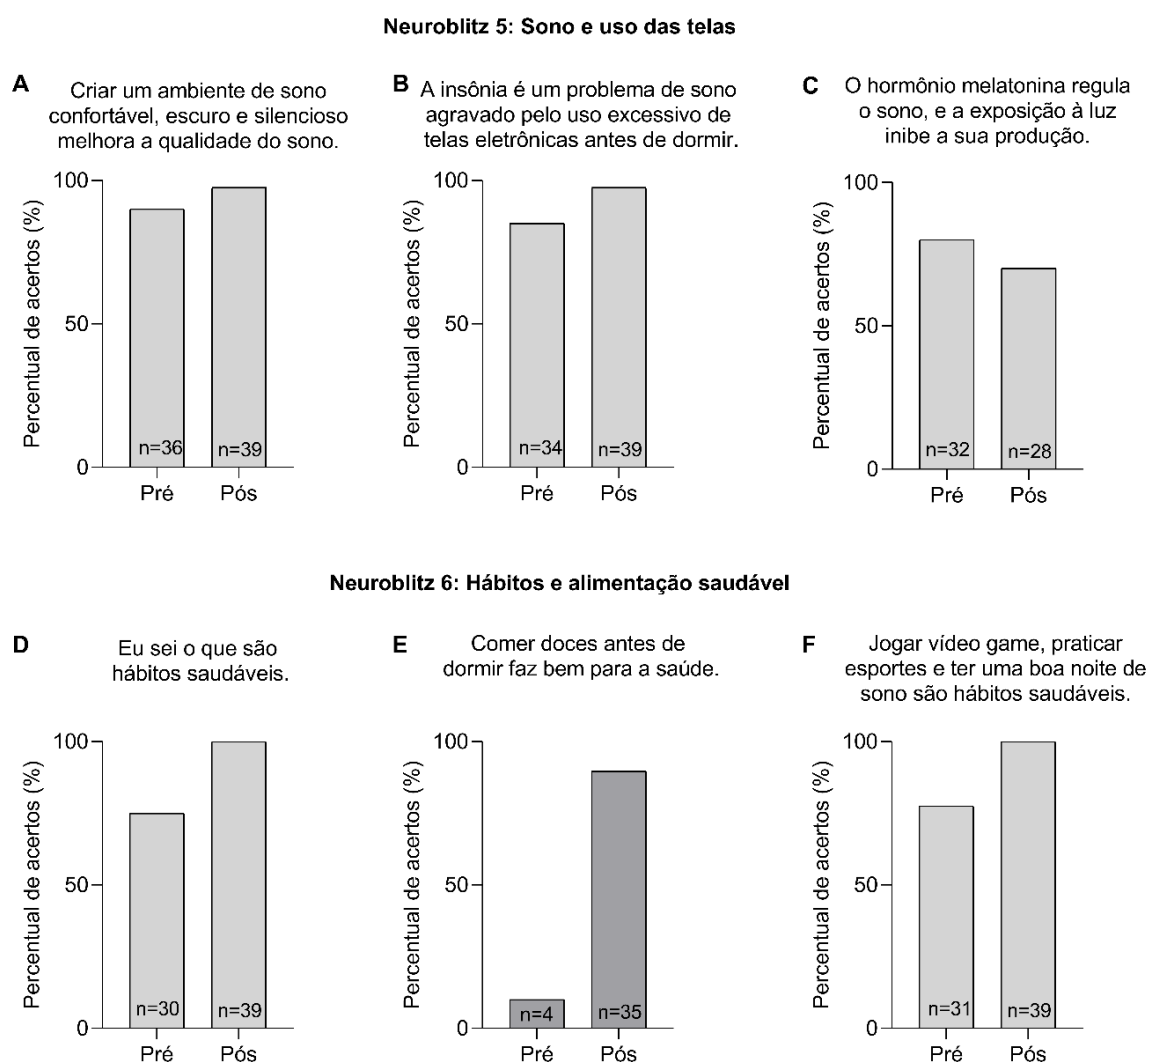 Neuroblitz 5: Sono e uso das telas
A
Criar um ambiente de sono
confortável, escuro e silencioso
melhora a qualidade do sono.
Percentual de acertos (%)
100
50
0
n=36
n=39
Pré
Pós
B
A insônia é um problema de sono
agravado pelo uso excessivo de
telas eletrônicas antes de dormir.
Percentual de acertos (%)
100
50
0
n=34
n=39
Pré
Pós
C
O hormônio melatonina regula
o sono, e a exposição à luz
inibe a sua produção.
Percentual de acertos (%)
100
50
0
n=32
n=28
Pré
Pós
Neuroblitz 6: Hábitos e alimentação saudável
D
Eu sei o que são
hábitos saudáveis.
Percentual de acertos (%)
100
50
0
n=30
n=39
Pré
Pós
E
Comer doces antes de
dormir faz bem para a saúde.
Percentual de acertos (%)
100
50
0
n=4
n=35
Pré
Pós
F
Jogar vídeo game, praticar
esportes e ter uma boa noite de
sono são hábitos saudáveis.
Percentual de acertos (%)
100
50
0
n=31
n=39
Pré
Pós